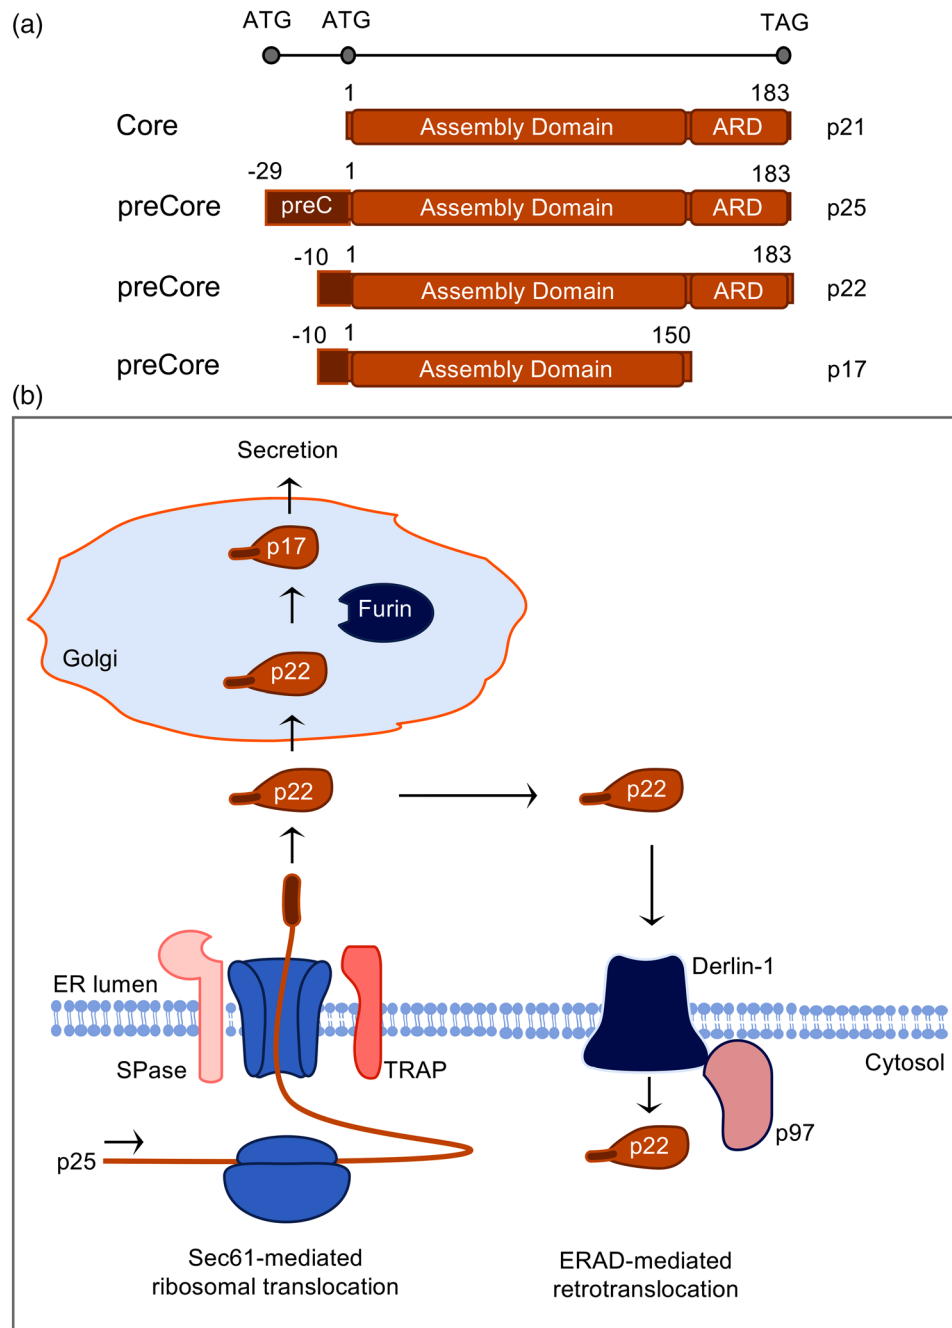 (a)
ATG ATG TAG
1 183
Core Assembly Domain ARD p21
-29 1 183
preCore preC Assembly Domain ARD p25
-10 1 183
preCore Assembly Domain ARD p22
-10 1 150
preCore Assembly Domain p17
(b)
Secretion
p17
Furin
Golgi
p22
p22 p22
Derlin-1
ER lumen
SPase TRAP Cytosol
p97
p25 p22
Sec61-mediated
ribosomal translocation
ERAD-mediated
retrotranslocation